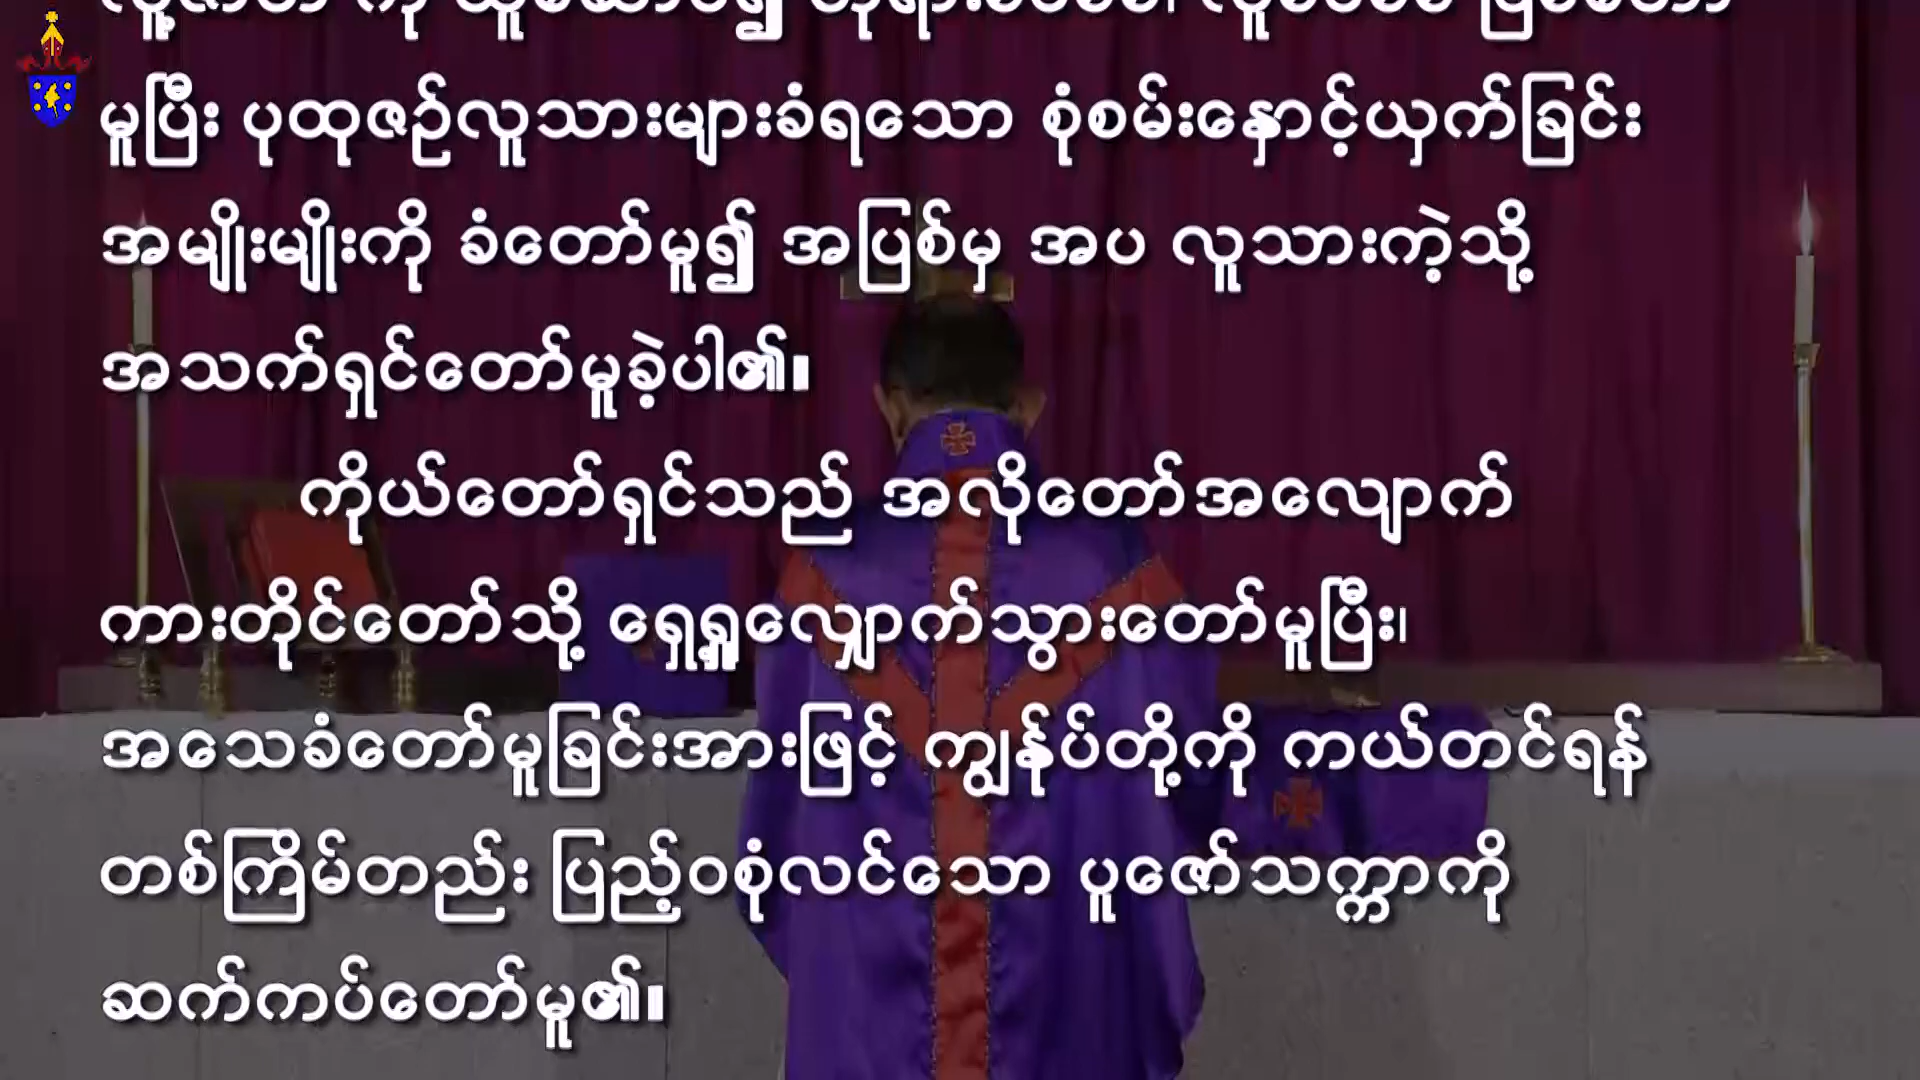 မူပြီး ပုထုဇဉ်လူသားများခံရသော စုံစမ်းနှောင့်ယှက်ခြင်း
အမျိုးမျိုးကို ခံတော်မူ၍ အပြစ်မှ အပ လူသားကဲ့သို့
အသက်ရှင်တော်မူခဲ့ပါ၏။
ကိုယ်တော်ရှင်သည် အလိုတော်အလျောက်
ကားတိုင်တော်သို့ ရှေ့ရှူလျှောက်သွားတော်မူပြီး၊
အသေခံတော်မူခြင်းအားဖြင့် ကျွန်ုပ်တို့ကို ကယ်တင်ရန်
တစ်ကြိမ်တည်း ပြည့်ဝစုံလင်သော ပူဇော်သက္ကာကို
ဆက်ကပ်တော်မူ၏။